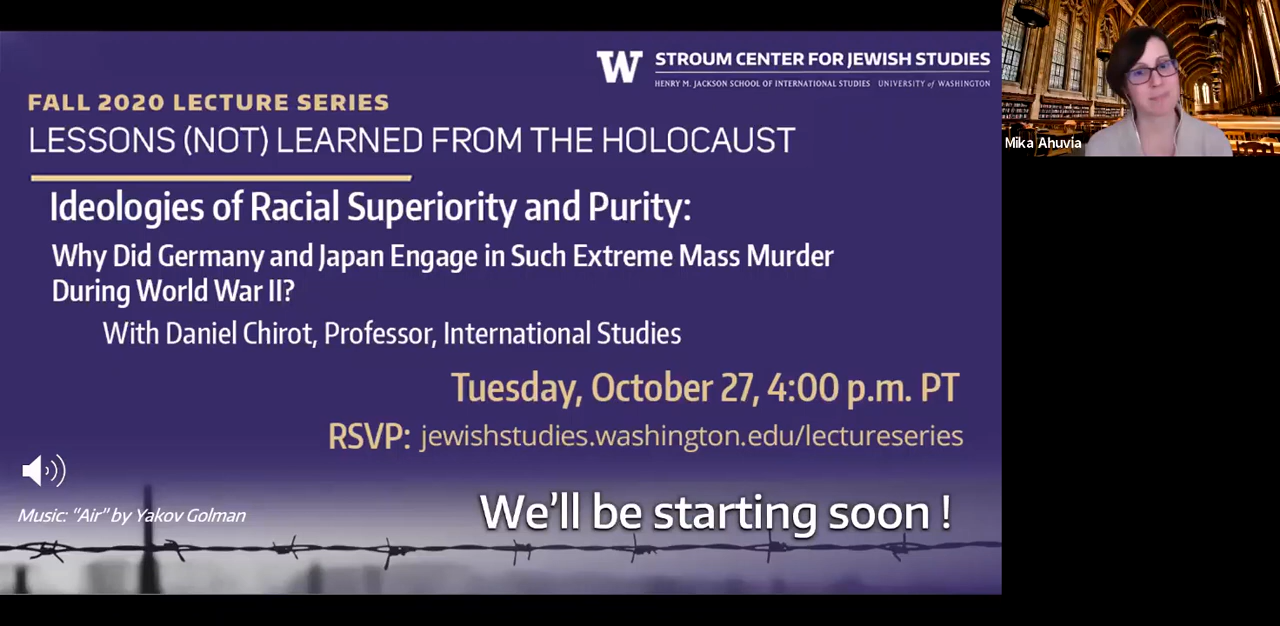 W
STROUM CENTER FOR JEWISH STUDIES
HENRY M. JACKSON SCHOOL OF INTERNATIONAL STUDIES UNIVERSITY of WASHINGTON
FALL 2020 LECTURE SERIES
LESSONS (NOT) LEARNED FROM THE HOLOCAUST
Ideologies of Racial Superiority and Purity:
Why Did Germany and Japan Engage in Such Extreme Mass Murder
During World War II?
With Daniel Chirot, Professor, International Studies
Tuesday, October 27, 4:00 p.m. PT
RSVP: jewishstudies.washington.edu/lectureseries
We'll be starting soon !
Music: "Air" by Yakov Golman
Mika Ahuvia